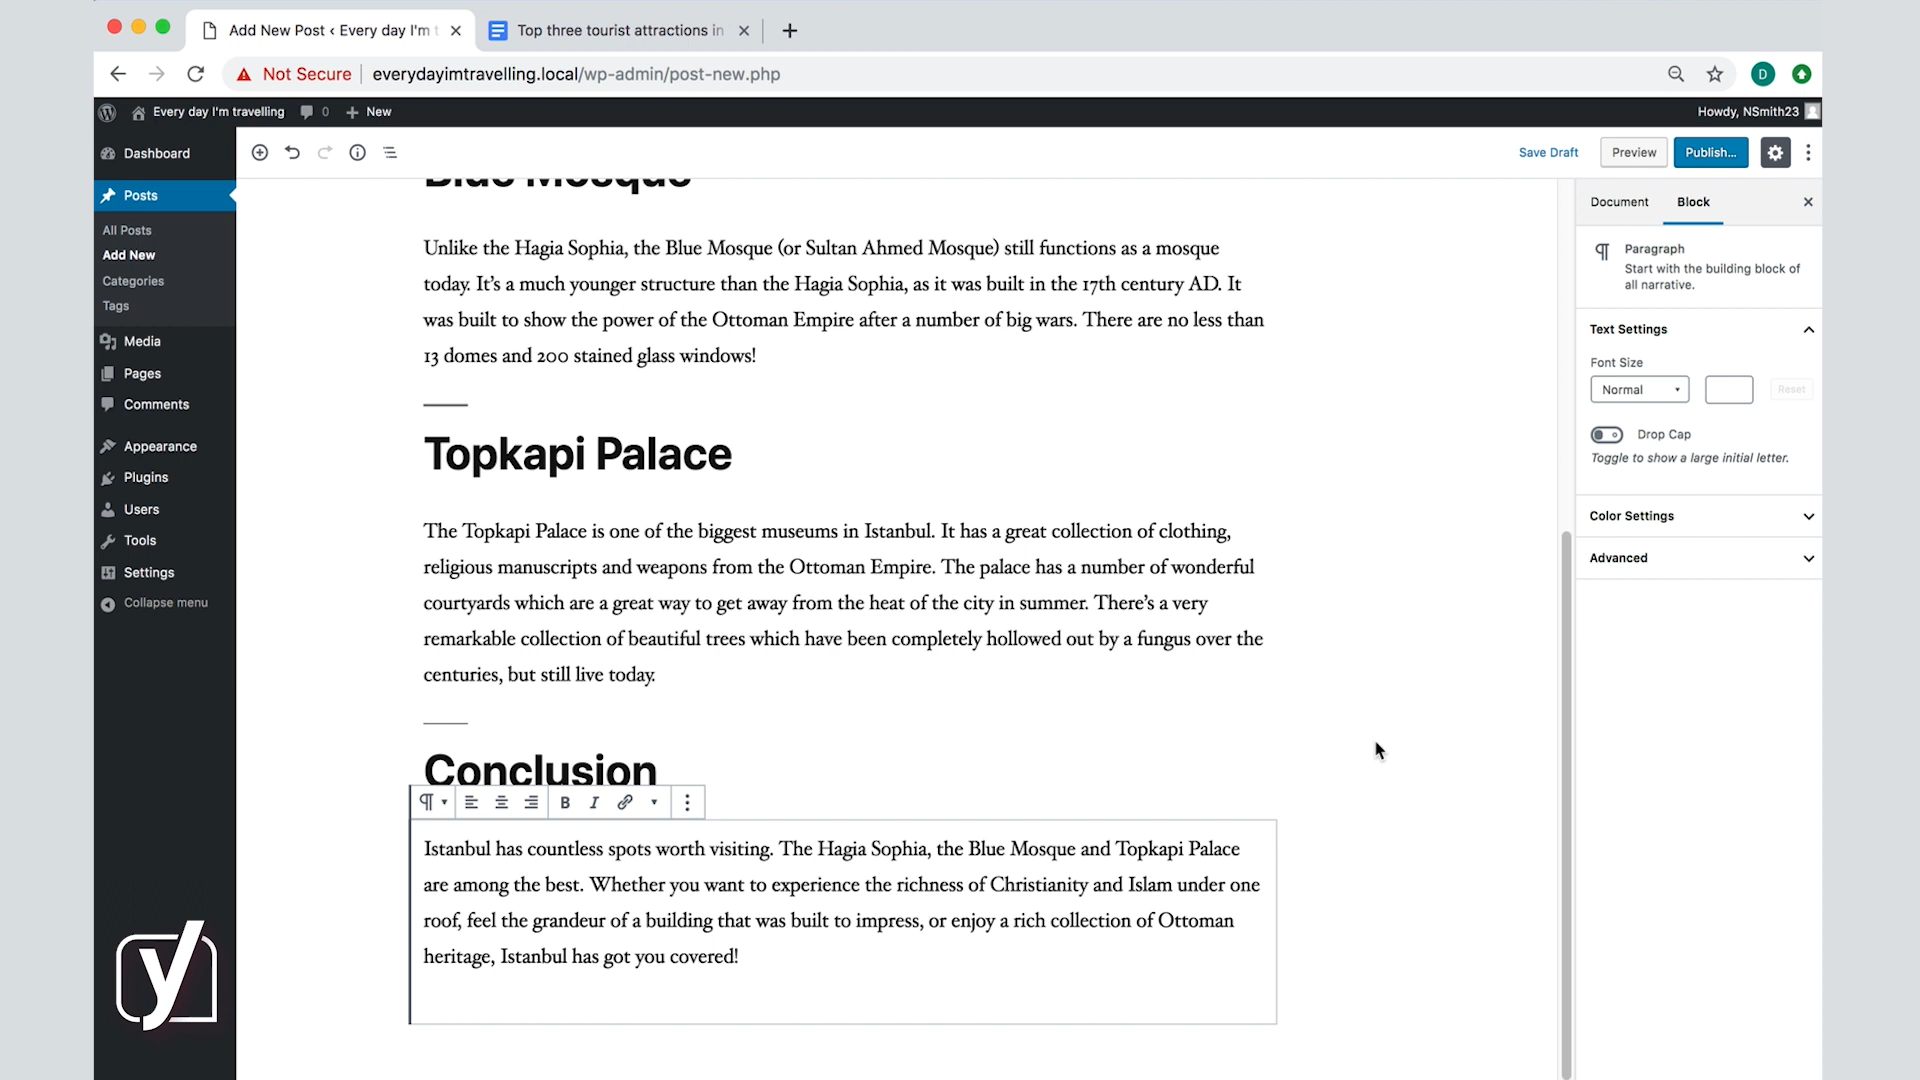 Add New Post ‹ Every day I'm t
Top three tourist attractions in
Not Secure
everydayimtravelling.local/wp-admin/post-new.php
D
Every day I'm travelling
0
New
Howdy, NSmith23
Dashboard
Save Draft
Preview
Publish...
Posts
All Posts
Add New
Categories
Tags
Media
Pages
Comments
Appearance
Plugins
Users
Tools
Settings
Collapse menu
Blue Mosque
Unlike the Hagia Sophia, the Blue Mosque (or Sultan Ahmed Mosque) still functions as a mosque
today. It's a much younger structure than the Hagia Sophia, as it was built in the 17th century AD. It
was built to show the power of the Ottoman Empire after a number of big wars. There are no less than
13 domes and 200 stained glass windows!
Topkapi Palace
The Topkapi Palace is one of the biggest museums in Istanbul. It has a great collection of clothing,
religious manuscripts and weapons from the Ottoman Empire. The palace has a number of wonderful
courtyards which are a great way to get away from the heat of the city in summer. There's a very
remarkable collection of beautiful trees which have been completely hollowed out by a fungus over the
centuries, but still live today.
Conclusion
B I
Istanbul has countless spots worth visiting. The Hagia Sophia, the Blue Mosque and Topkapi Palace
are among the best. Whether you want to experience the richness of Christianity and Islam under one
roof, feel the grandeur of a building that was built to impress, or enjoy a rich collection of Ottoman
heritage, Istanbul has got you covered!
Document
Block
Paragraph
Start with the building block of
all narrative.
Text Settings
Font Size
Normal
Reset
Drop Cap
Toggle to show a large initial letter.
Color Settings
Advanced
y